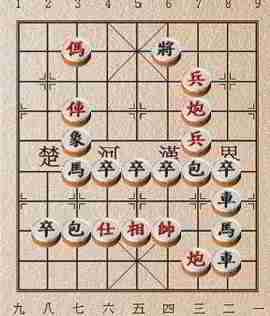 1 2 3 4 5 6 7 8 9
傌 將
兵
俥 炮
象 兵
楚 河 漢 界
馬 卒 卒 卒 包 卒
車
卒 包 仕 相 帥 馬
炮 車
九 八 七 六 五 四 三 二 一